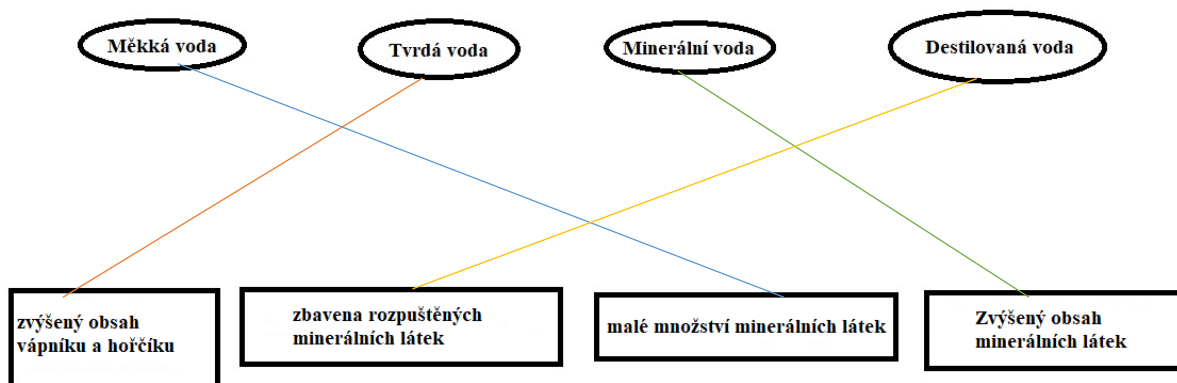 Měkká voda
Tvrdá voda
Minerální voda
Destilovaná voda
zvýšený obsah
vápníku a hořčíku
zbavena rozpuštěných
minerálních látek
malé množství minerálních látek
Zvýšený obsah
minerálních látek